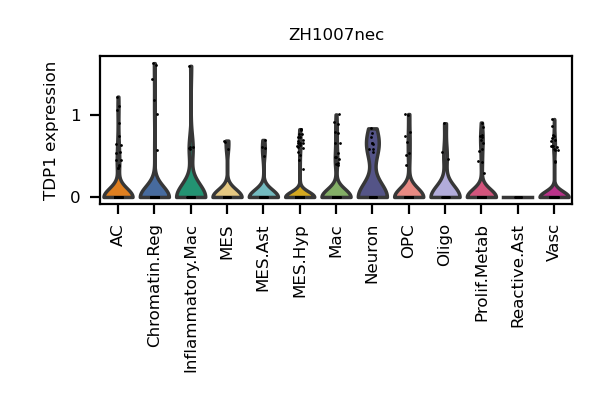 ZH1007nec
TDP1 expression
1
0
AC
Chromatin.Reg
Inflammatory.Mac
MES
MES.Ast
MES.Hyp
Mac
Neuron
OPC
Oligo
Prolif.Metab
Reactive.Ast
Vasc